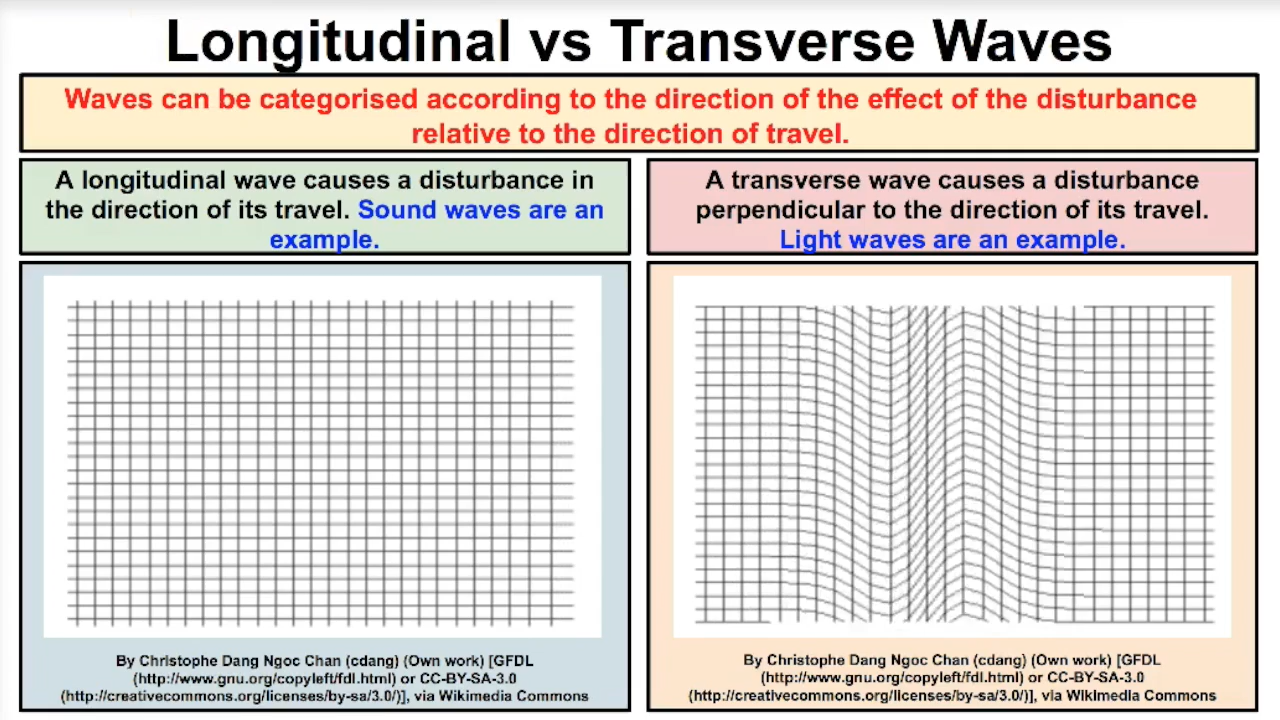 Longitudinal vs Transverse Waves
Waves can be categorised according to the direction of the effect of the disturbance
relative to the direction of travel.
A longitudinal wave causes a disturbance in
the direction of its travel. Sound waves are an
example.
A transverse wave causes a disturbance
perpendicular to the direction of its travel.
Light waves are an example.
By Christophe Dang Ngoc Chan (cdang) (Own work) [GFDL
(http://www.gnu.org/copyleft/fdl.html) or CC-BY-SA-3.0
(http://creativecommons.org/licenses/by-sa/3.0/)], via Wikimedia Commons
By Christophe Dang Ngoc Chan (cdang) (Own work) [GFDL
(http://www.gnu.org/copyleft/fdl.html) or CC-BY-SA-3.0
(http://creativecommons.org/licenses/by-sa/3.0/)], via Wikimedia Commons